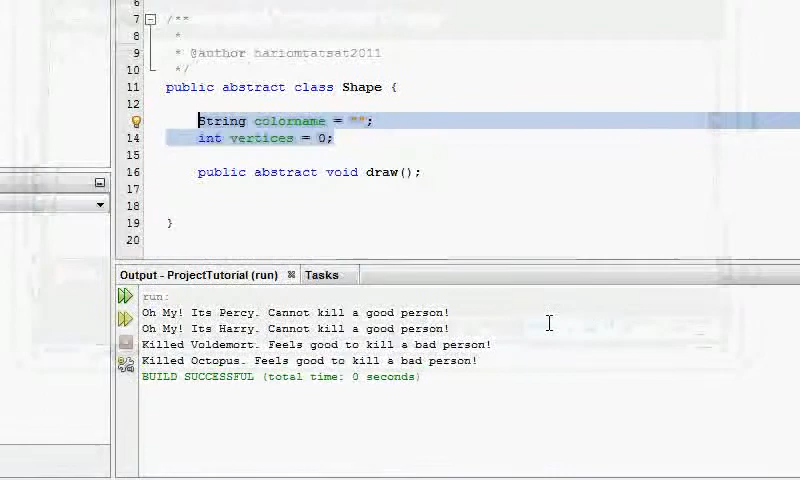 6
7 /**
8 *
9 * @author hariomtatsat2011
10 */
11 public abstract class Shape {
12
String colorname = "";
14 int vertices = 0;
15
16 public abstract void draw();
17
18
19 }
20
Output - ProjectTutorial (run) Tasks
run:
Oh My! Its Percy. Cannot kill a good person!
Oh My! Its Harry. Cannot kill a good person!
Killed Voldemort. Feels good to kill a bad person!
Killed Octopus. Feels good to kill a bad person!
BUILD SUCCESSFUL (total time: 0 seconds)